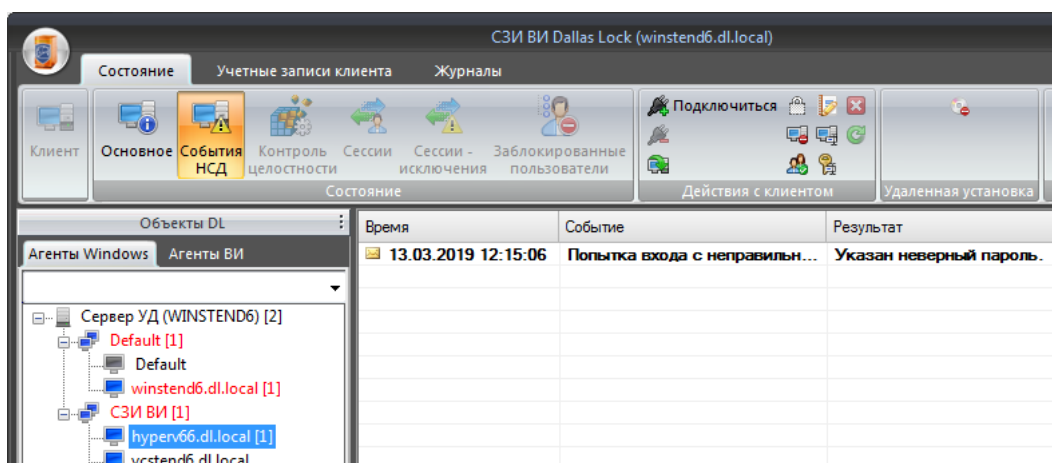 СЗИ ВИ Dallas Lock (winstend6.dl.local)
Состояние Учетные записи клиента Журналы
Клиент
Основное
События НСД
Контроль целостности
Сессии
Сессии - исключения
Заблокированные пользователи
Подключиться
Состояние
Действия с клиентом
Удаленная установка
Объекты DL
Агенты Windows Агенты ВИ
Время Событие Результат
13.03.2019 12:15:06 Попытка входа с неправильн... Указан неверный пароль.
Сервер УД (WINSTEND6) [2]
Default [1]
Default
winstend6.dl.local [1]
СЗИ ВИ [1]
hyperv66.dl.local [1]
vcstend6.dl.local